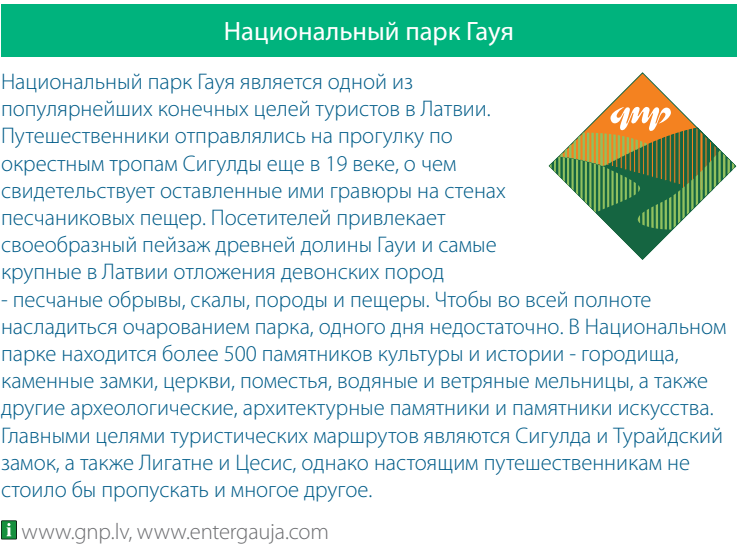 Национальный парк Гауя
Национальный парк Гауя является одной из
популярнейших конечных целей туристов в Латвии.
Путешественники отправлялись на прогулку по
окрестным тропам Сигулды еще в 19 веке, о чем
свидетельствует оставленные ими гравюры на стенах
песчаниковых пещер. Посетителей привлекает
своеобразный пейзаж древней долины Гауи и самые
крупные в Латвии отложения девонских пород
- песчаные обрывы, скалы, породы и пещеры. Чтобы во всей полноте
насладиться очарованием парка, одного дня недостаточно. В Национальном
парке находится более 500 памятников культуры и истории - городища,
каменные замки, церкви, поместья, водяные и ветряные мельницы, а также
другие археологические, архитектурные памятники и памятники искусства.
Главными целями туристических маршрутов являются Сигулда и Турайдский
замок, а также Лигатне и Цесис, однако настоящим путешественникам не
стоило бы пропускать и многое другое.
i www.gnp.lv, www.entergauja.com
gnp